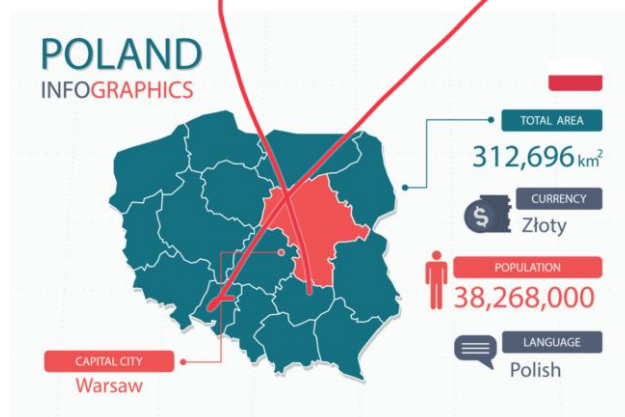 POLAND
INFOGRAPHICS
TOTAL AREA
312,696 km²
$
CURRENCY
Złoty
POPULATION
38,268,000
LANGUAGE
Polish
CAPITAL CITY
Warsaw